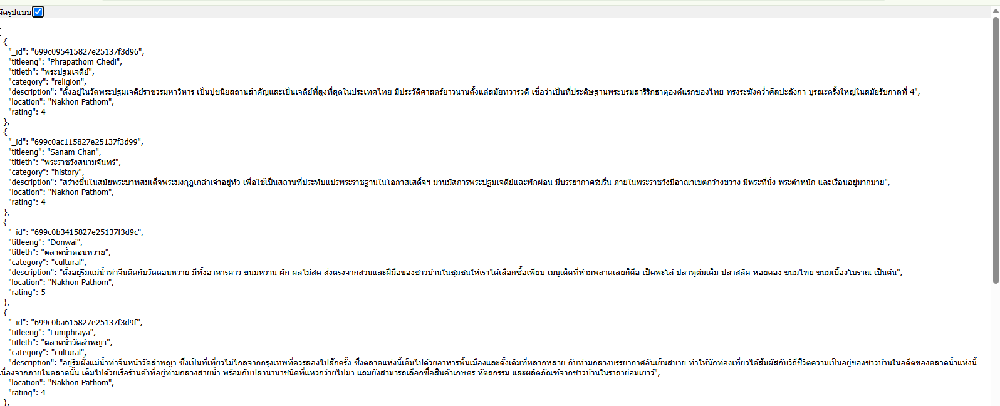 จัดรูปแบบ
[
{
"_id": "699c095415827e25137f3d96",
"titleeng": "Phrapathom Chedi",
"titleth": "พระปฐมเจดีย์",
"category": "religion",
"description": "ตั้งอยู่ในวัดพระปฐมเจดีย์ราชวรมหาวิหาร เป็นปูชนียสถานสำคัญและเป็นเจดีย์ที่สูงที่สุดในประเทศไทย มีประวัติศาสตร์ยาวนานตั้งแต่สมัยทวารวดี เชื่อว่าเป็นที่ประดิษฐานพระบรมสารีริกธาตุองค์แรกของไทย ทรงระฆังคว่ำศิลปะลังกา บูรณะครั้งใหญ่ในสมัยรัชกาลที่ 4",
"location": "Nakhon Pathom",
"rating": 4
},
{
"_id": "699c0ac115827e25137f3d99",
"titleeng": "Sanam Chan",
"titleth": "พระราชวังสนามจันทร์",
"category": "history",
"description": "สร้างขึ้นในสมัยพระบาทสมเด็จพระมงกุฎเกล้าเจ้าอยู่หัว เพื่อใช้เป็นสถานที่ประทับแปรพระราชฐานในโอกาสเสด็จฯ มานมัสการพระปฐมเจดีย์และพักผ่อน มีบรรยากาศร่มรื่น ภายในพระราชวังมีอาณาเขตกว้างขวาง มีพระที่นั่ง พระตำหนัก และเรือนอยู่มากมาย",
"location": "Nakhon Pathom",
"rating": 4
},
{
"_id": "699c0b3415827e25137f3d9c",
"titleeng": "Donwai",
"titleth": "ตลาดน้ำดอนหวาย",
"category": "cultural",
"description": "ตั้งอยู่ริมแม่น้ำท่าจีนติดกับวัดดอนหวาย มีทั้งอาหารคาว ขนมหวาน ผัก ผลไม้สด ส่งตรงจากสวนและฝีมือของชาวบ้านในชุมชนให้เราได้เลือกซื้อเพียบ เมนูเด็ดที่ห้ามพลาดเลยก็คือ เป็ดพะโล้ ปลาทูต้มเค็ม ปลาสลิด หอยดอง ขนมไทย ขนมเบื้องโบราณ เป็นต้น",
"location": "Nakhon Pathom",
"rating": 5
},
{
"_id": "699c0ba615827e25137f3d9f",
"titleeng": "Lumphraya",
"titleth": "ตลาดน้ำวัดลำพญา",
"category": "cultural",
"description": "อยู่ริมฝั่งแม่น้ำท่าจีนหน้าวัดลำพญา ซึ่งเป็นที่เที่ยวไม่ไกลจากกรุงเทพที่ควรลองไปสักครั้ง ซึ่งตลาดแห่งนี้เต็มไปด้วยอาหารพื้นเมืองและดั้งเดิมที่หลากหลาย กับท่ามกลางบรรยากาศอันเย็นสบาย ทำให้นักท่องเที่ยวได้สัมผัสกับวิถีชีวิตความเป็นอยู่ของชาวบ้านในอดีตของตลาดน้ำแห่งนี้
เนื่องจากภายในตลาดนั้น เต็มไปด้วยเรือร้านค้าที่อยู่ท่ามกลางสายน้ำ พร้อมกับปลานานาชนิดที่แหวกว่ายไปมา แถมยังสามารถเลือกซื้อสินค้าเกษตร หัตถกรรม และผลิตภัณฑ์จากชาวบ้านในราถาย่อมเยาว์",
"location": "Nakhon Pathom",
"rating": 4
},